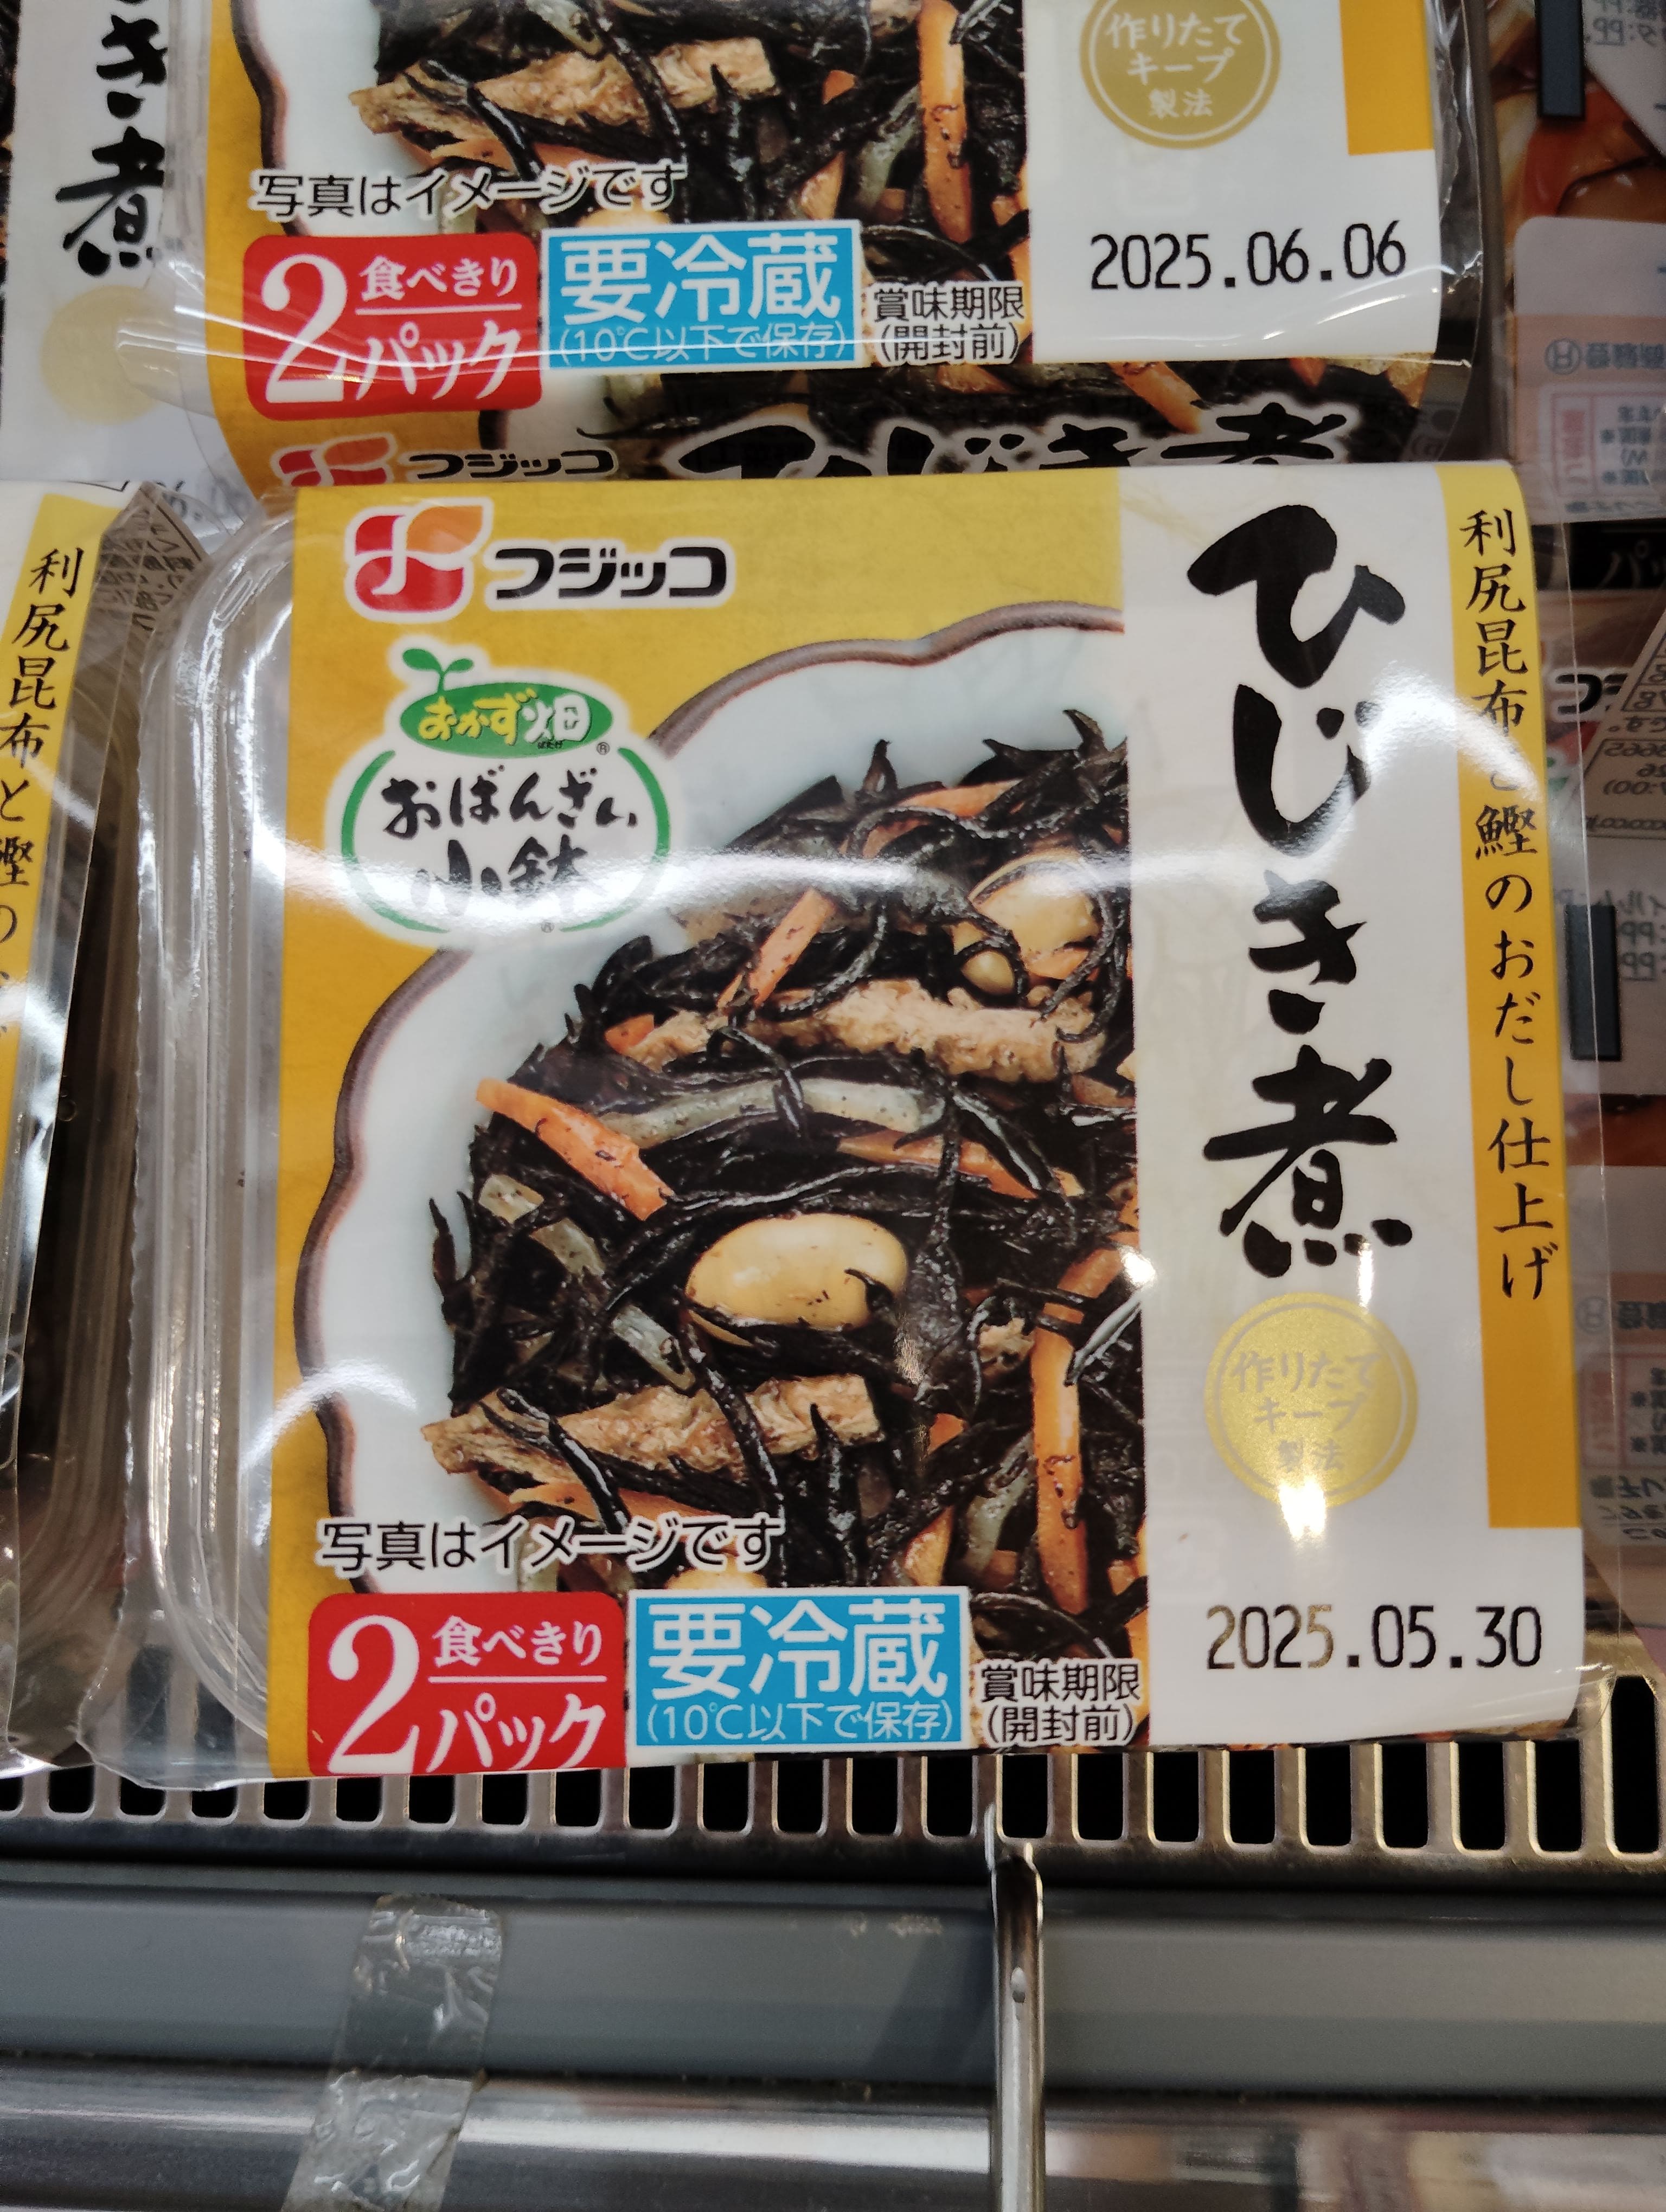 き煮
作りたて
キープ
製法
写真はイメージです
2025.06.06
2
食べきり
パック
要冷蔵
(10℃以下で保存)
賞味期限
(開封前)
フジッコ
ひじき煮
利尻昆布と鰹の
フジッコ
おかず畑
はたけ
®
おばんざい
小鉢
®
ひじき煮
利尻昆布と鰹のおだし仕上げ
作りたて
キープ
製法
写真はイメージです
2025.05.30
2
食べきり
パック
要冷蔵
(10℃以下で保存)
賞味期限
(開封前)